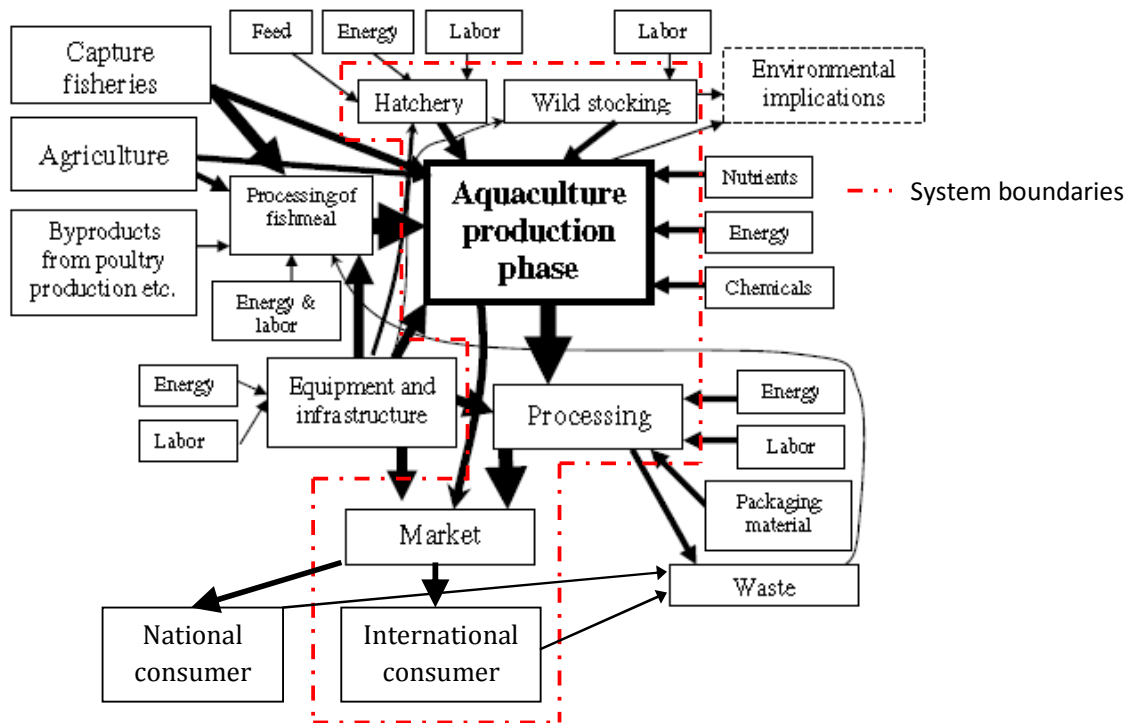 Capture
fisheries
Feed
Energy
Labor
Labor
Hatchery
Wild stocking
Environmental
implications
Agriculture
Processing of
fishmeal
Aquaculture
production
phase
Nutrients
System boundaries
Byproducts
from poultry
production etc.
Energy
Energy &
labor
Chemicals
Energy
Labor
Equipment and
infrastructure
Processing
Energy
Labor
Packaging
material
Market
Waste
National
consumer
International
consumer